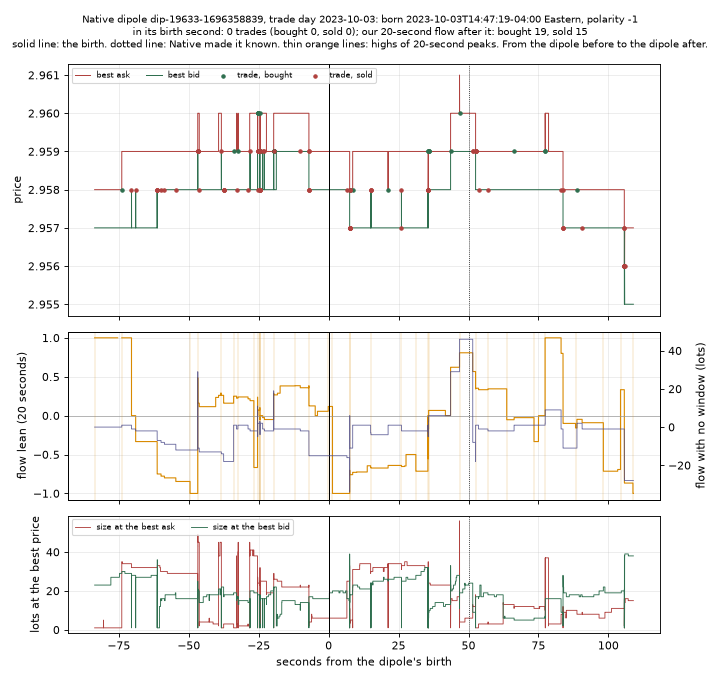 Native dipole dip-19633-1696358839, trade day 2023-10-03: born 2023-10-03T14:47:19-04:00 Eastern, polarity -1
in its birth second: 0 trades (bought 0, sold 0); our 20-second flow after it: bought 19, sold 15
solid line: the birth. dotted line: Native made it known. thin orange lines: highs of 20-second peaks. From the dipole before to the dipole after.
best ask best bid trade, bought trade, sold
2.961
2.960
2.959
2.958
2.957
2.956
2.955
price
1.0
0.5
0.0
−0.5
−1.0
flow lean (20 seconds)
40
20
0
−20
flow with no window (lots)
size at the best ask size at the best bid
40
20
0
lots at the best price
−75 −50 −25 0 25 50 75 100
seconds from the dipole's birth